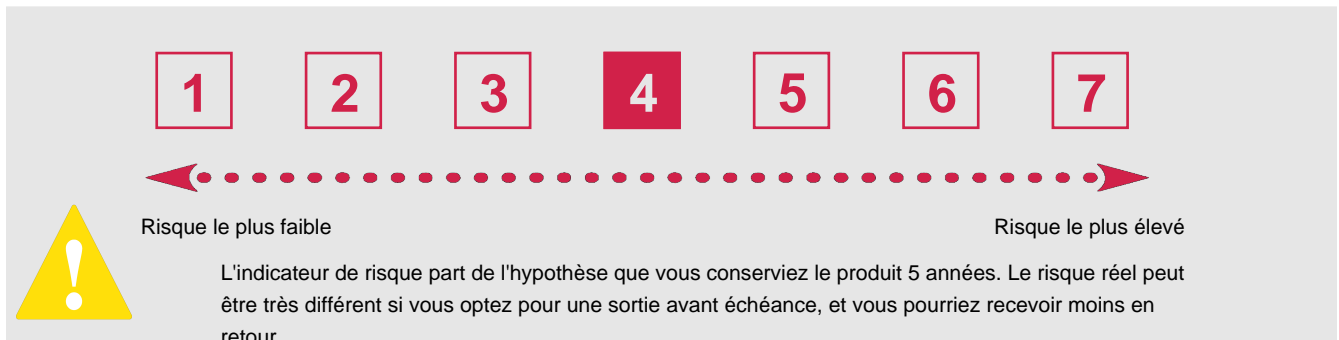 1 2 3 4 5 6 7
Risque le plus faible Risque le plus élevé
L'indicateur de risque part de l'hypothèse que vous conserviez le produit 5 années. Le risque réel peut
être très différent si vous optez pour une sortie avant échéance, et vous pourriez recevoir moins en
retour